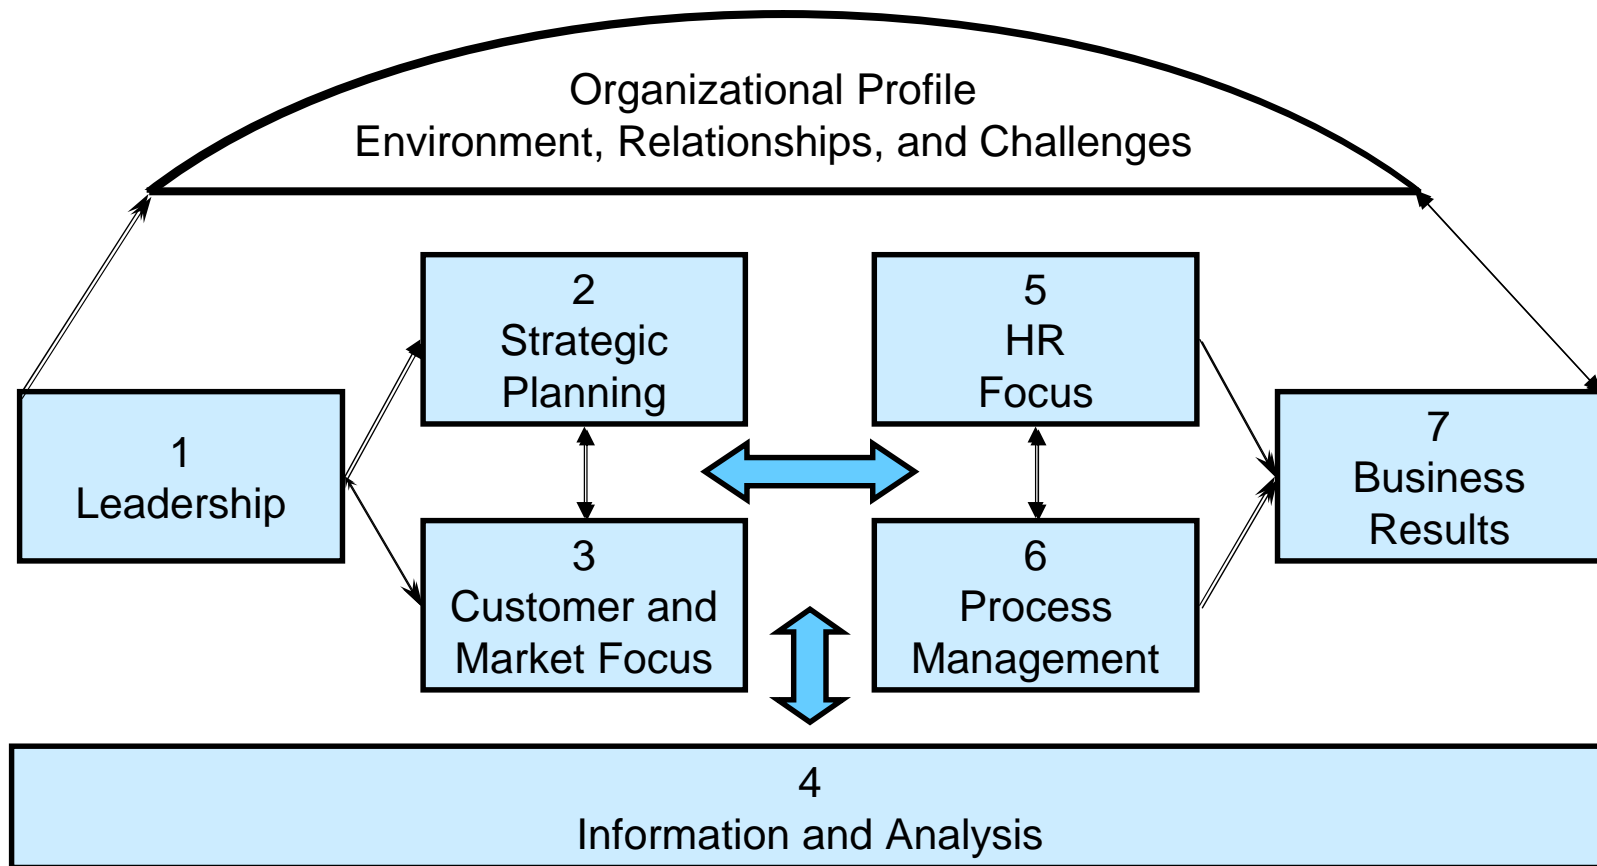 Organizational Profile
Environment, Relationships, and Challenges
1
Leadership
2
Strategic
Planning
3
Customer and
Market Focus
5
HR
Focus
6
Process
Management
7
Business
Results
4
Information and Analysis